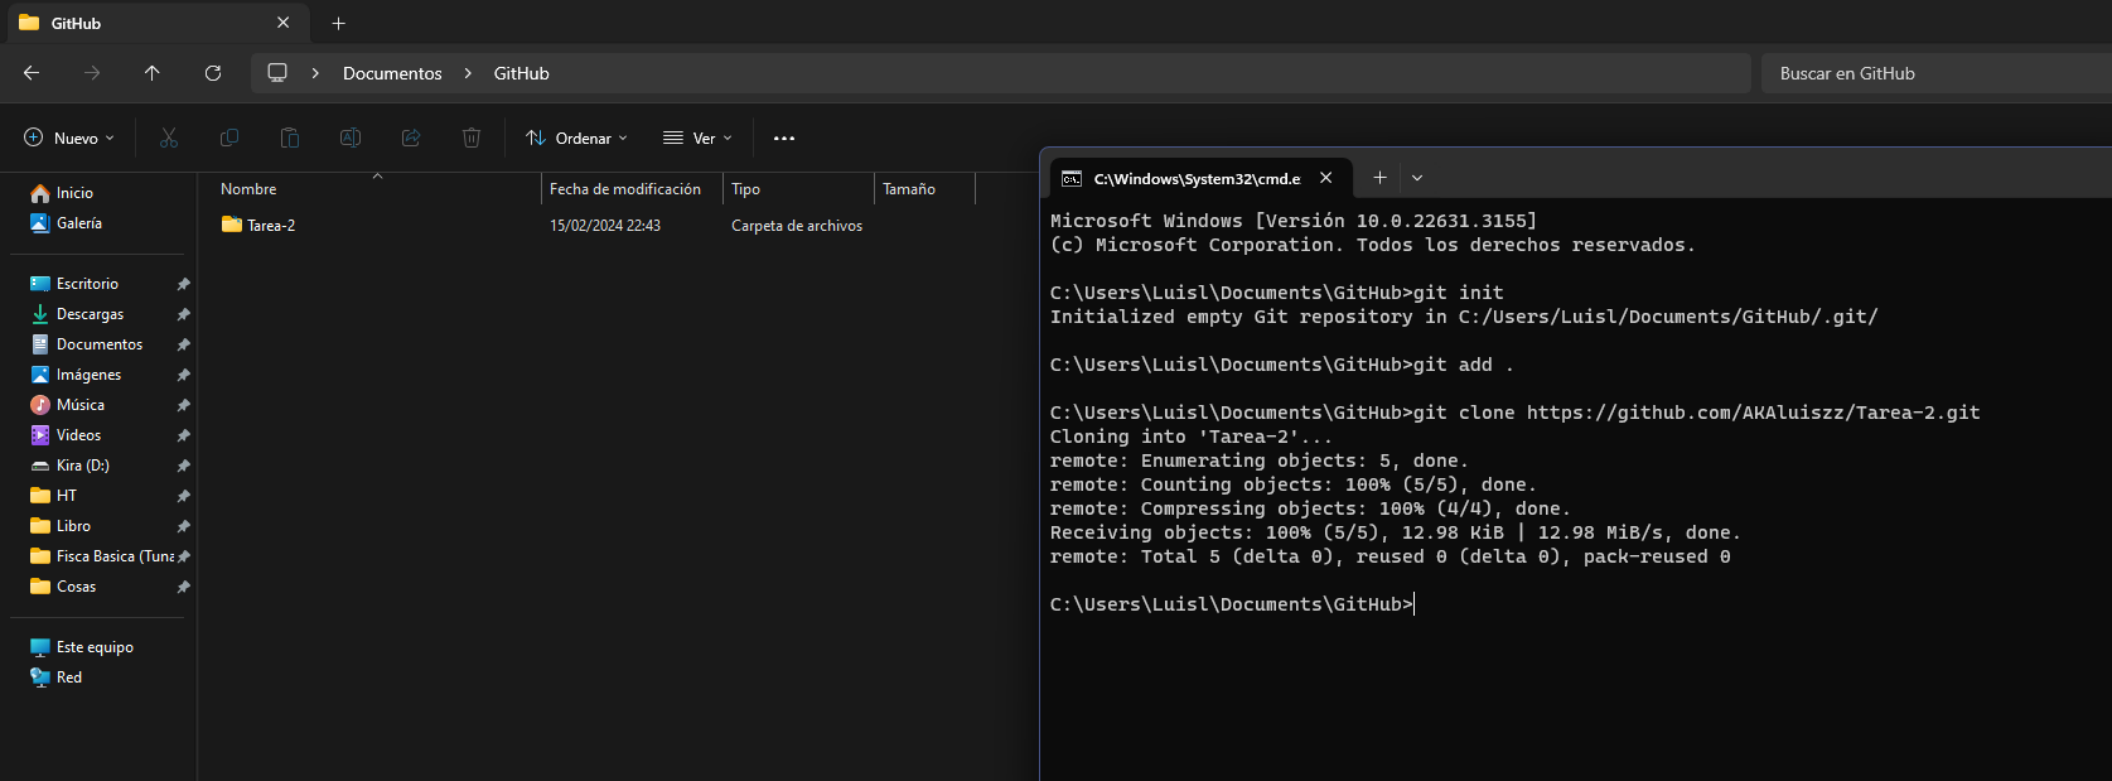 GitHub
Documentos > GitHub
Buscar en GitHub
Nuevo
Ordenar
Ver
Inicio
Galería
Escritorio
Descargas
Documentos
Imágenes
Música
Videos
Kira (D:)
HT
Libro
Fisca Basica (Tuna
Cosas
Este equipo
Red
Nombre Fecha de modificación Tipo Tamaño
Tarea-2 15/02/2024 22:43 Carpeta de archivos
C:\Windows\System32\cmd.e
Microsoft Windows [Versión 10.0.22631.3155]
(c) Microsoft Corporation. Todos los derechos reservados.
C:\Users\Luisl\Documents\GitHub>git init
Initialized empty Git repository in C:/Users/Luisl/Documents/GitHub/.git/
C:\Users\Luisl\Documents\GitHub>git add .
C:\Users\Luisl\Documents\GitHub>git clone https://github.com/AKAluiszz/Tarea-2.git
Cloning into 'Tarea-2'...
remote: Enumerating objects: 5, done.
remote: Counting objects: 100% (5/5), done.
remote: Compressing objects: 100% (4/4), done.
Receiving objects: 100% (5/5), 12.98 KiB | 12.98 MiB/s, done.
remote: Total 5 (delta 0), reused 0 (delta 0), pack-reused 0
C:\Users\Luisl\Documents\GitHub>